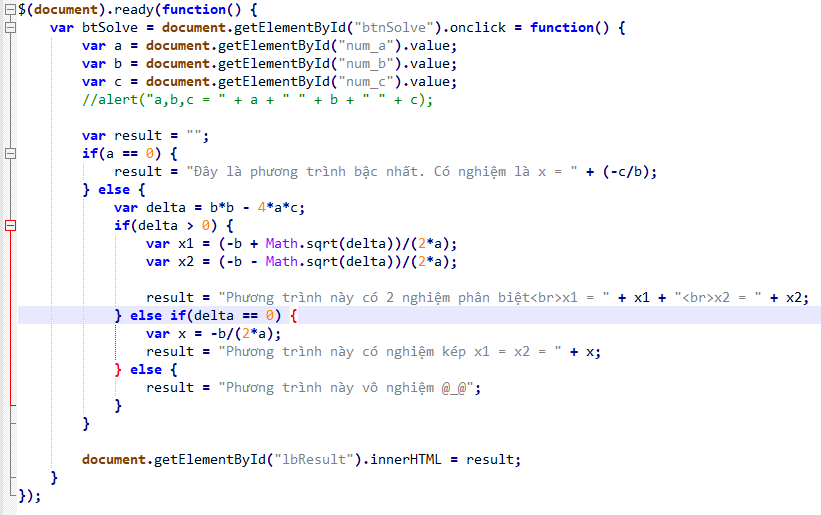 $(document).ready(function() {
    var btSolve = document.getElementById("btnSolve").onclick = function() {
        var a = document.getElementById("num_a").value;
        var b = document.getElementById("num_b").value;
        var c = document.getElementById("num_c").value;
        //alert("a,b,c = " + a + " " + b + " " + c);

        var result = "";
        if(a == 0) {
            result = "Đây là phương trình bậc nhất. Có nghiệm là x = " + (-c/b);
        } else {
            var delta = b*b - 4*a*c;
            if(delta > 0) {
                var x1 = (-b + Math.sqrt(delta))/(2*a);
                var x2 = (-b - Math.sqrt(delta))/(2*a);

                result = "Phương trình này có 2 nghiệm phân biệt<br>x1 = " + x1 + "<br>x2 = " + x2;
            } else if(delta == 0) {
                var x = -b/(2*a);
                result = "Phương trình này có nghiệm kép x1 = x2 = " + x;
            } else {
                result = "Phương trình này vô nghiệm @_@";
            }
        }

        document.getElementById("lbResult").innerHTML = result;
    }
});